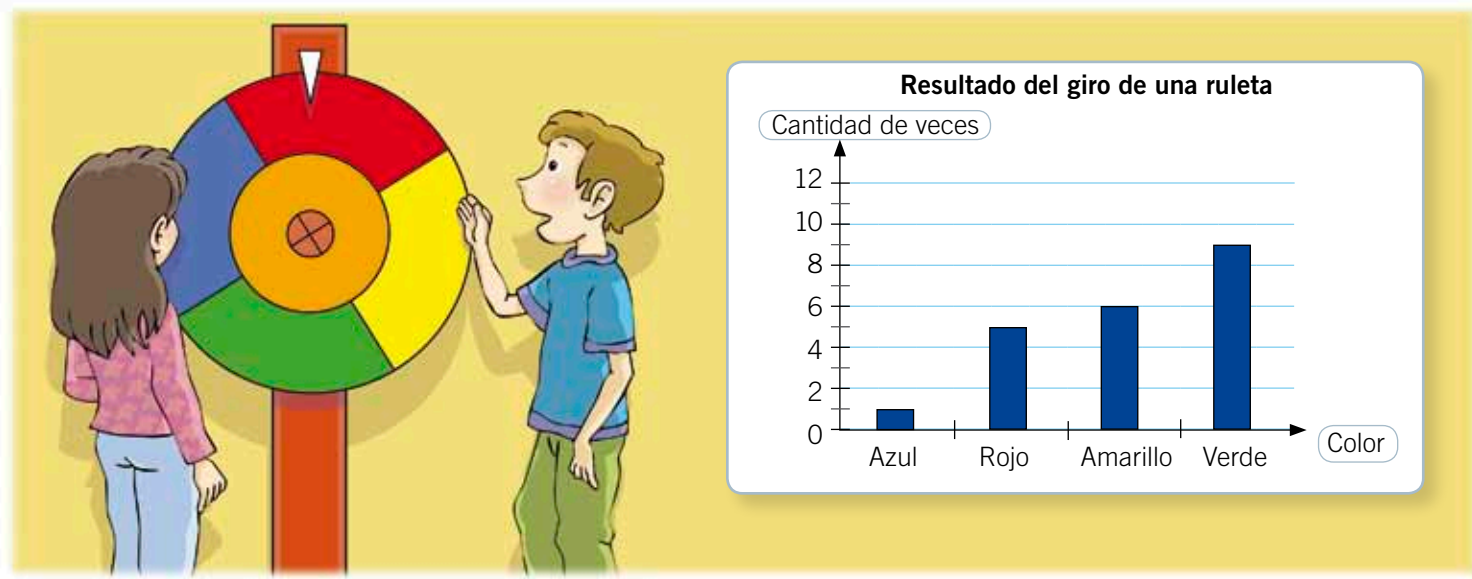 Resultado del giro de una ruleta
Cantidad de veces
12
10
8
6
4
2
0
Azul Rojo Amarillo Verde
Color